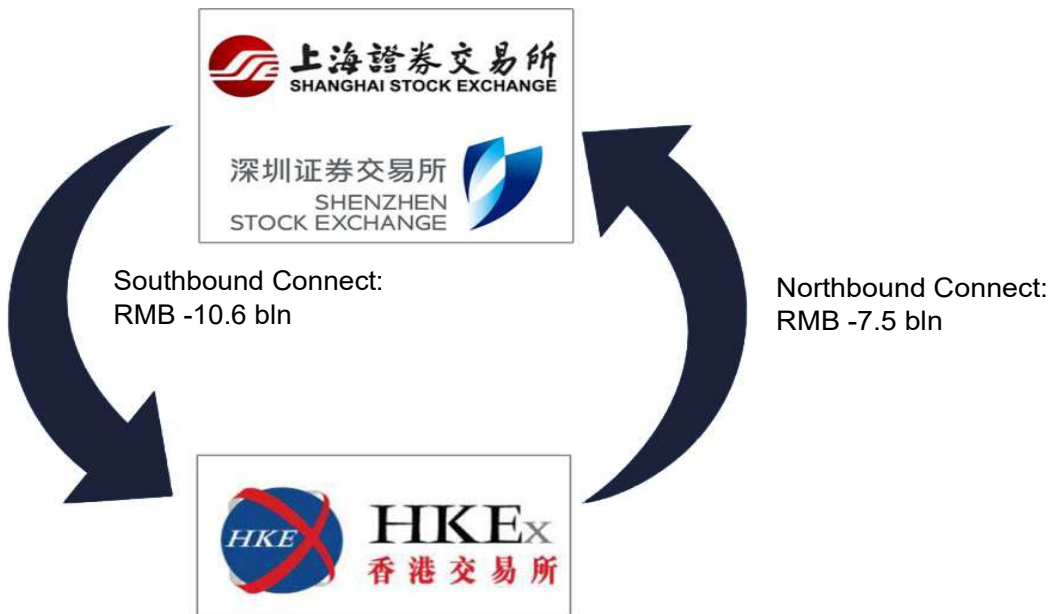 上海證券交易所
SHANGHAI STOCK EXCHANGE
深圳证券交易所
SHENZHEN
STOCK EXCHANGE
Southbound Connect:
RMB -10.6 bln
Northbound Connect:
RMB -7.5 bln
HKEX
HKEx
香港交易所